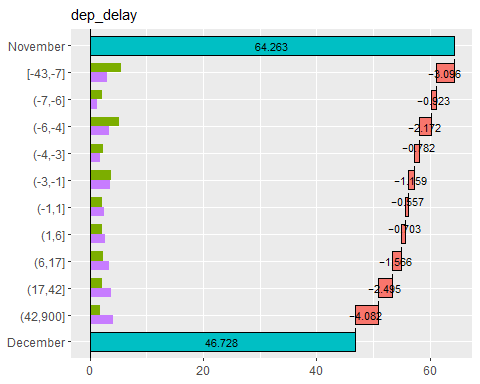 dep_delay
November 64.263
[-43,-7] −3.096
(-7,-6] −0.923
(-6,-4] −2.172
(-4,-3] −0.782
(-3,-1] −1.159
(-1,1] −0.557
(1,6] −0.703
(6,17] −1.566
(17,42] −2.495
(42,900] −4.082
December 46.728
0 20 40 60